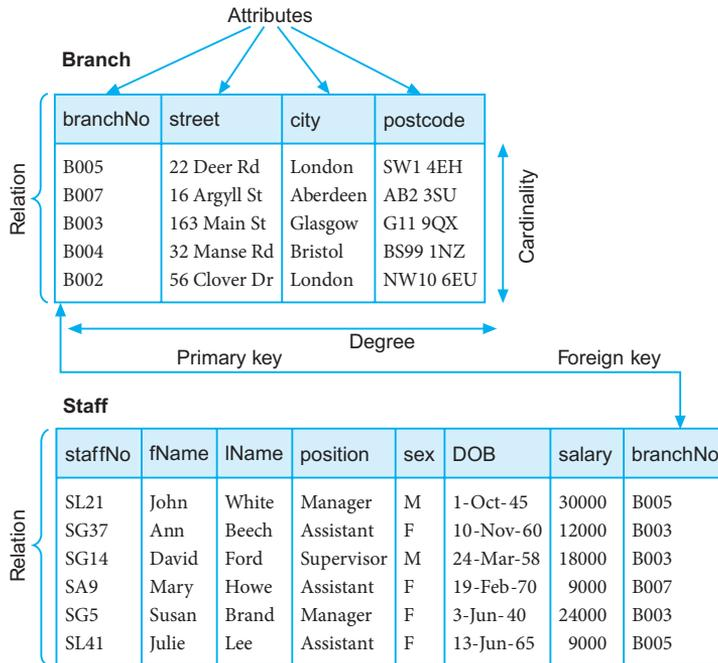 Attributes
Branch
branchNo street city postcode
B005 22 Deer Rd London SW1 4EH
B007 16 Argyll St Aberdeen AB2 3SU
B003 163 Main St Glasgow G11 9QX
B004 32 Manse Rd Bristol BS99 1NZ
B002 56 Clover Dr London NW10 6EU
Relation
Cardinality
Degree
Primary key
Foreign key
Staff
staffNo fName lName position sex DOB salary branchNo
SL21 John White Manager M 1-Oct-45 30000 B005
SG37 Ann Beech Assistant F 10-Nov-60 12000 B003
SG14 David Ford Supervisor M 24-Mar-58 18000 B003
SA9 Mary Howe Assistant F 19-Feb-70 9000 B007
SG5 Susan Brand Manager F 3-Jun-40 24000 B003
SL41 Julie Lee Assistant F 13-Jun-65 9000 B005
Relation